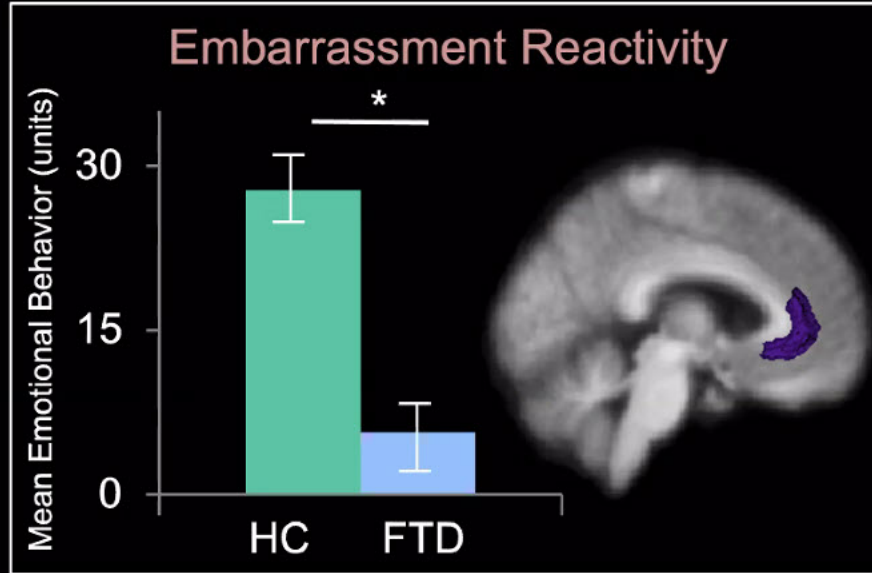 Embarrassment Reactivity
Mean Emotional Behavior (units)
*
30
15
0
HC
FTD